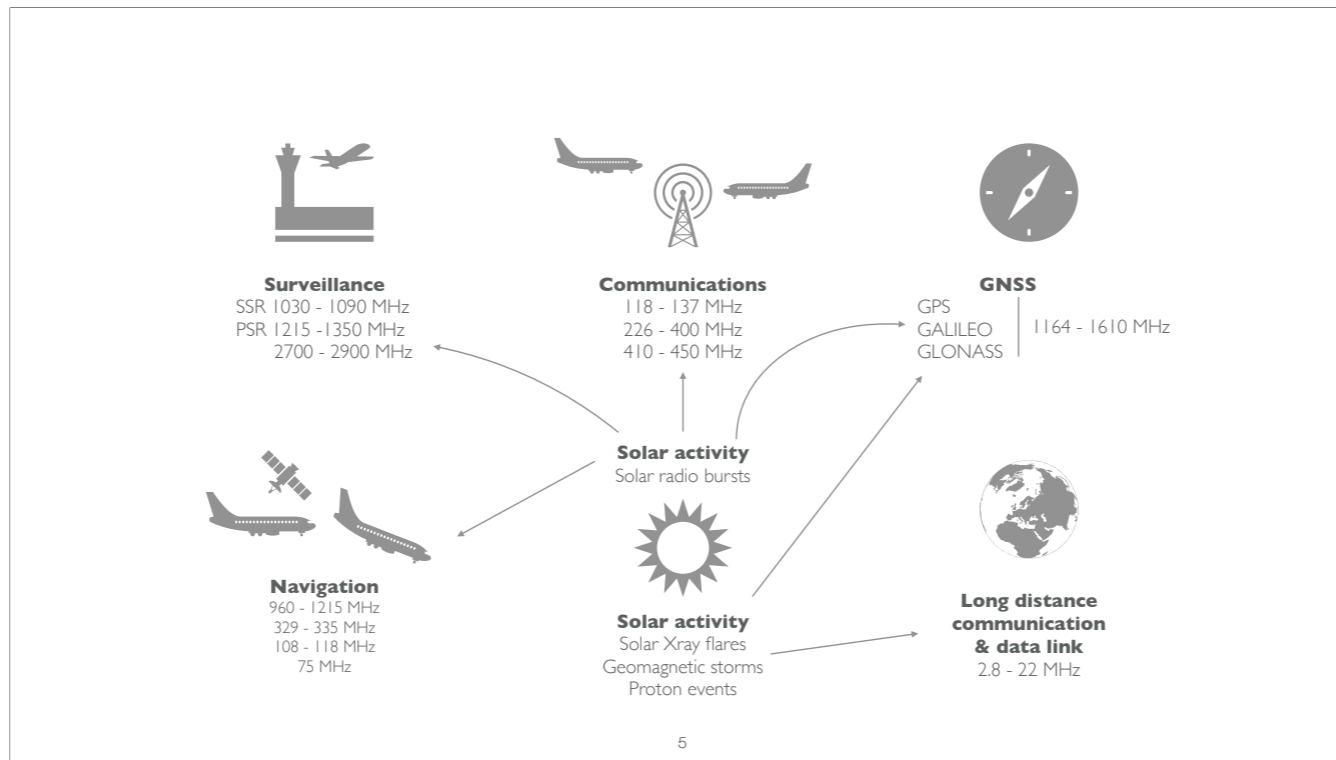 Surveillance
SSR 1030 - 1090 MHz
PSR 1215 -1350 MHz
2700 - 2900 MHz
Communications
118 - 137 MHz
226 - 400 MHz
410 - 450 MHz
GNSS
GPS
GALILEO
GLONASS
1164 - 1610 MHz
Solar activity
Solar radio bursts
Navigation
960 - 1215 MHz
329 - 335 MHz
108 - 118 MHz
75 MHz
Solar activity
Solar Xray flares
Geomagnetic storms
Proton events
Long distance
communication
& data link
2.8 - 22 MHz
5